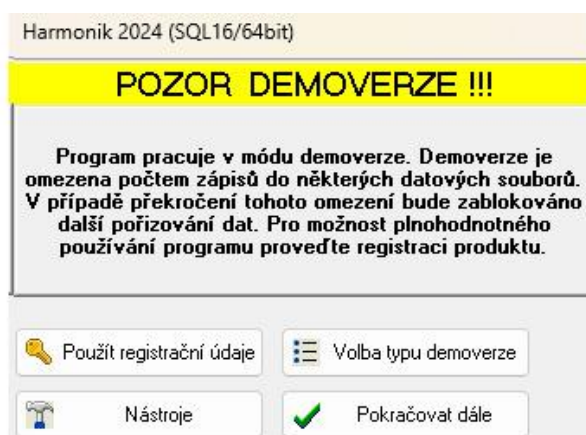 Harmonik 2024 (SQL16/64bit)
POZOR DEMOVERZE !!!
Program pracuje v módu demoverze. Demoverze je
omezena počtem zápisů do některých datových souborů.
V případě překročení tohoto omezení bude zablokováno
další pořizování dat. Pro možnost plnohodnotného
používání programu proveďte registraci produktu.
Použít registrační údaje
Volba typu demoverze
Nástroje
Pokračovat dále